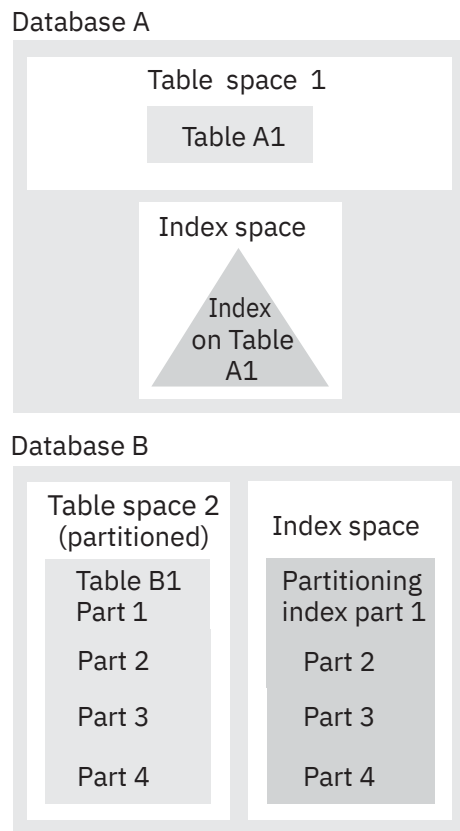 Database A
Table space 1
Table A1
Index space
Index
on Table
A1
Database B
Table space 2
(partitioned)
Table B1
Part 1
Part 2
Part 3
Part 4
Index space
Partitioning
index part 1
Part 2
Part 3
Part 4